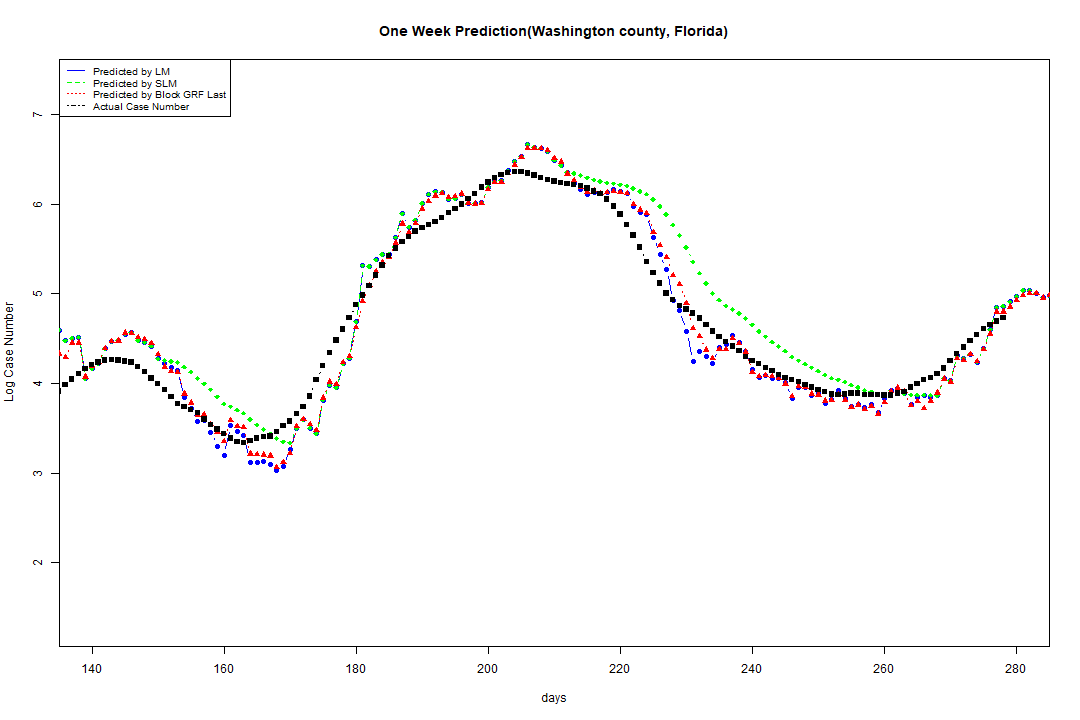 One Week Prediction(Washington county, Florida)
Predicted by LM
Predicted by SLM
Predicted by Block GRF Last
Actual Case Number
7
6
5
4
3
2
Log Case Number
140 160 180 200 220 240 260 280
days